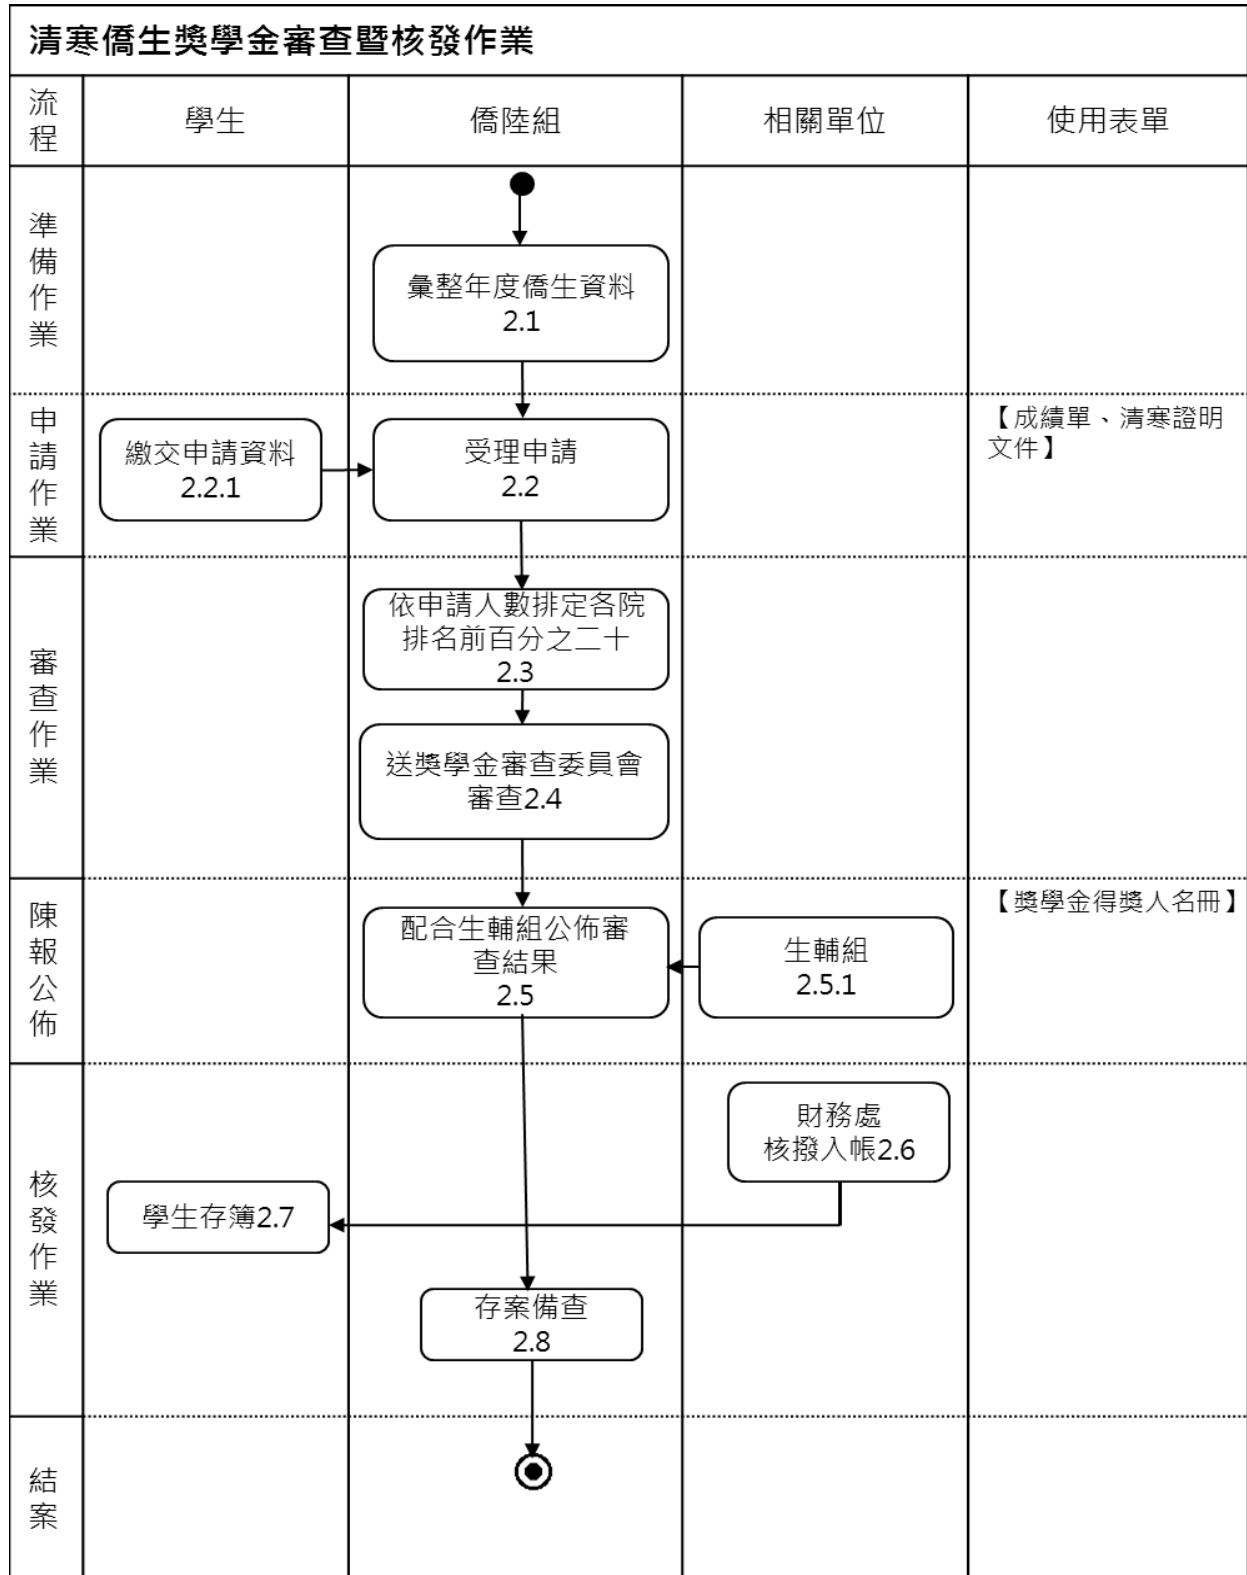 清寒僑生獎學金審查暨核發作業
流程
學生
僑陸組
相關單位
使用表單
準備作業
彙整年度僑生資料
2.1
申請作業
繳交申請資料
2.2.1
受理申請
2.2
【成績單、清寒證明
文件】
審查作業
依申請人數排定各院
排名前百分之二十
2.3
送獎學金審查委員會
審查2.4
陳報公佈
配合生輔組公佈審
查結果
2.5
生輔組
2.5.1
【獎學金得獎人名冊】
核發作業
財務處
核撥入帳2.6
學生存簿2.7
存案備查
2.8
結案